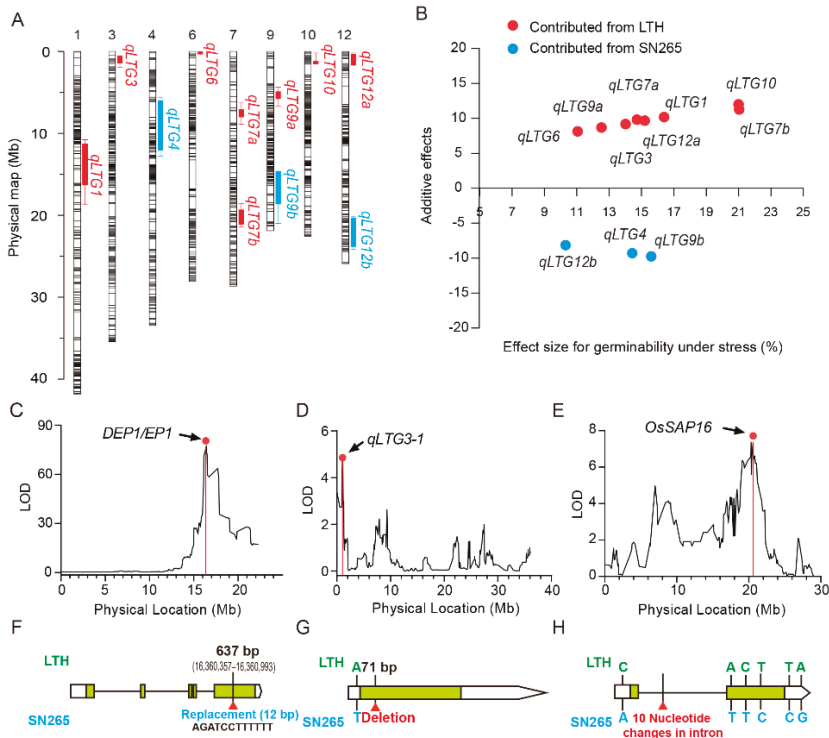 A
1 3 4 6 7 9 10 12
Physical map (Mb)
0
10
20
30
40
qLTG1
qLTG3
qLTG4
qLTG6
qLTG7a
qLTG7b
qLTG9a
qLTG9b
qLTG10
qLTG12a
qLTG12b
B
Contributed from LTH
Contributed from SN265
Additive effects
20
15
10
5
0
-5
-10
-15
-20
5 7 9 11 13 15 17 19 21 23 25
qLTG7a
qLTG10
qLTG9a
qLTG1
qLTG6
qLTG12a
qLTG7b
qLTG3
qLTG4
qLTG9b
qLTG12b
Effect size for germinability under stress (%)
C
DEP1/EP1
LOD
90
60
30
0
0 10 20
Physical Location (Mb)
D
qLTG3-1
LOD
6
4
2
0
0 10 20 30 40
Physical Location (Mb)
E
OsSAP16
LOD
8
6
4
2
0
0 10 20 30
Physical Location (Mb)
F
637 bp
(16,360,357–16,360,993)
LTH
SN265
Replacement (12 bp)
AGATCCTTTTTT
G
LTH A 71 bp
SN265 T Deletion
H
LTH C A C T T A
SN265 A T T C C G
10 Nucleotide
changes in intron